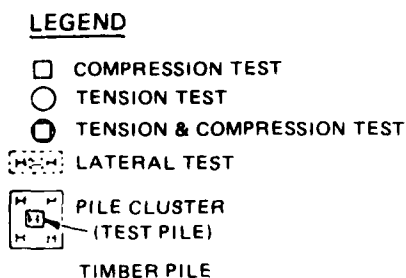 LEGEND
COMPRESSION TEST
TENSION TEST
TENSION & COMPRESSION TEST
LATERAL TEST
PILE CLUSTER
(TEST PILE)
TIMBER PILE